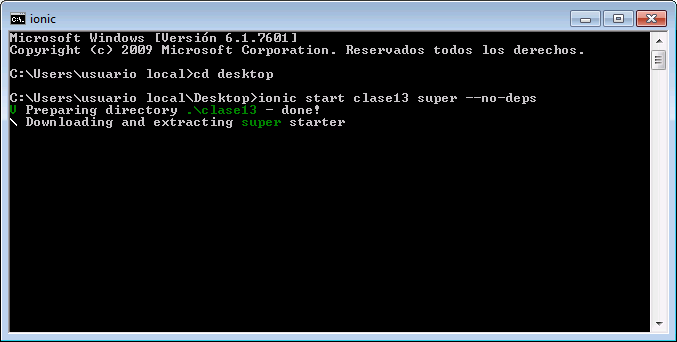 ionic
Microsoft Windows [Versión 6.1.7601]
Copyright (c) 2009 Microsoft Corporation. Reservados todos los derechos.
C:\Users\usuario local>cd desktop
C:\Users\usuario local\Desktop>ionic start clase13 super --no-deps
V Preparing directory .\clase13 - done!
\ Downloading and extracting super starter